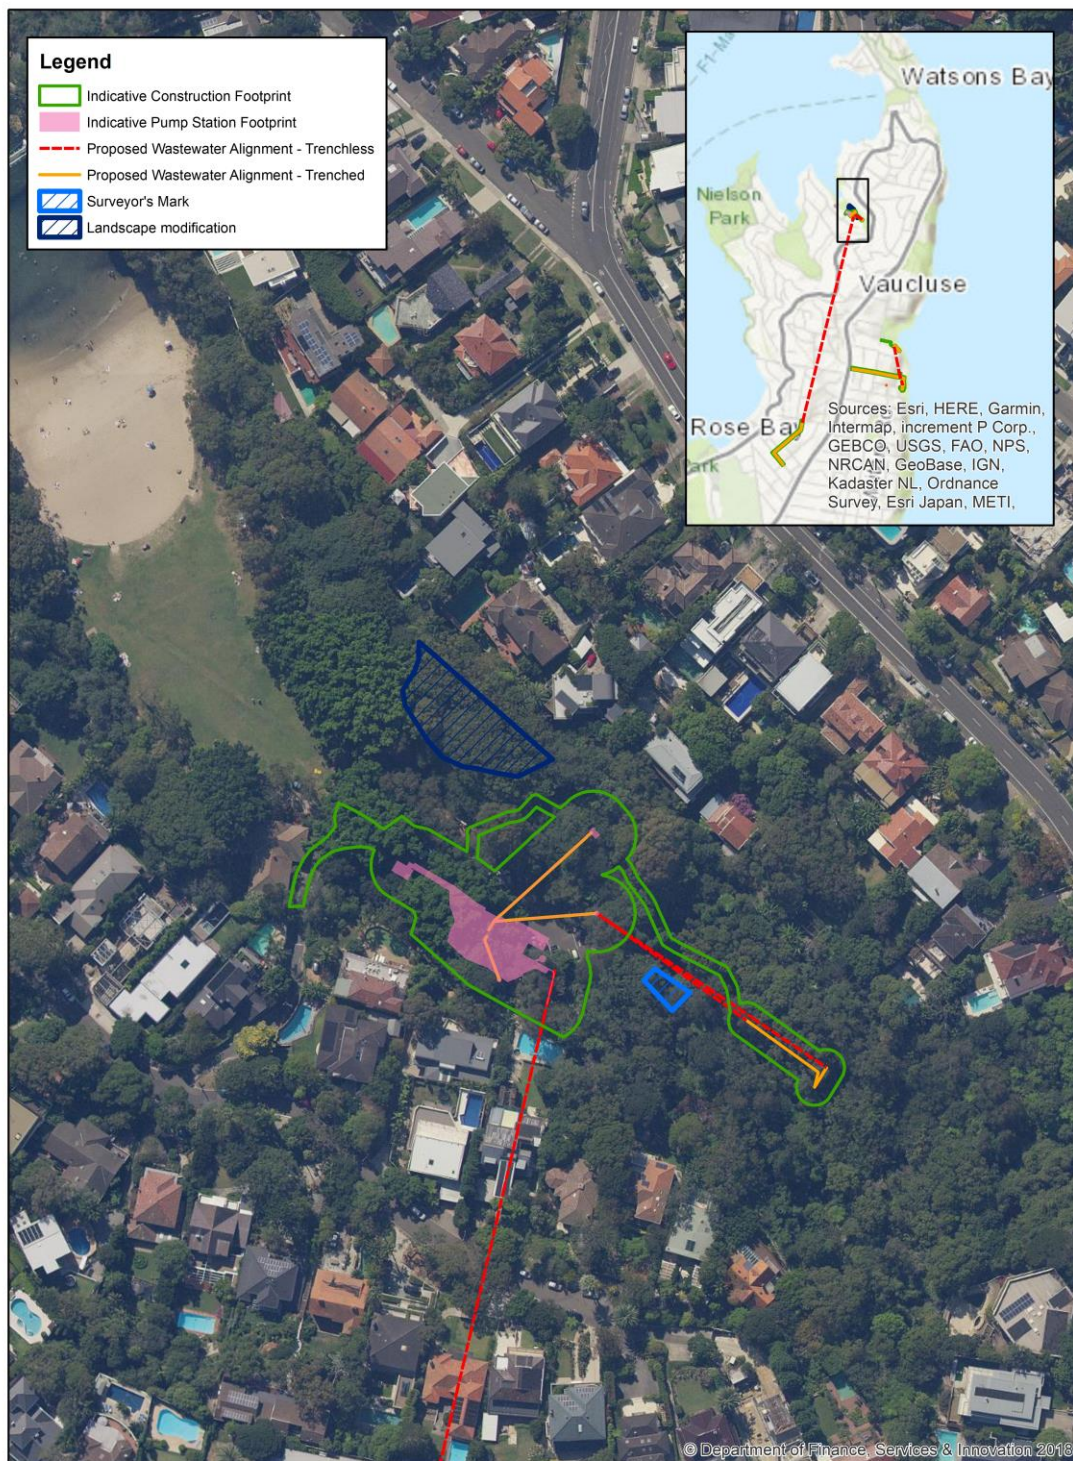 Legend
Indicative Construction Footprint
Indicative Pump Station Footprint
Proposed Wastewater Alignment - Trenchless
Proposed Wastewater Alignment - Trenched
Surveyor's Mark
Landscape modification
Watsons Bay
Nielson
Park
Vaucluse
Rose Bay
Park
Sources: Esri, HERE, Garmin,
Intermap, increment P Corp.,
GEBCO, USGS, FAO, NPS,
NRCAN, GeoBase, IGN,
Kadaster NL, Ordnance
Survey, Esri Japan, METI,
© Department of Finance, Services & Innovation 2018